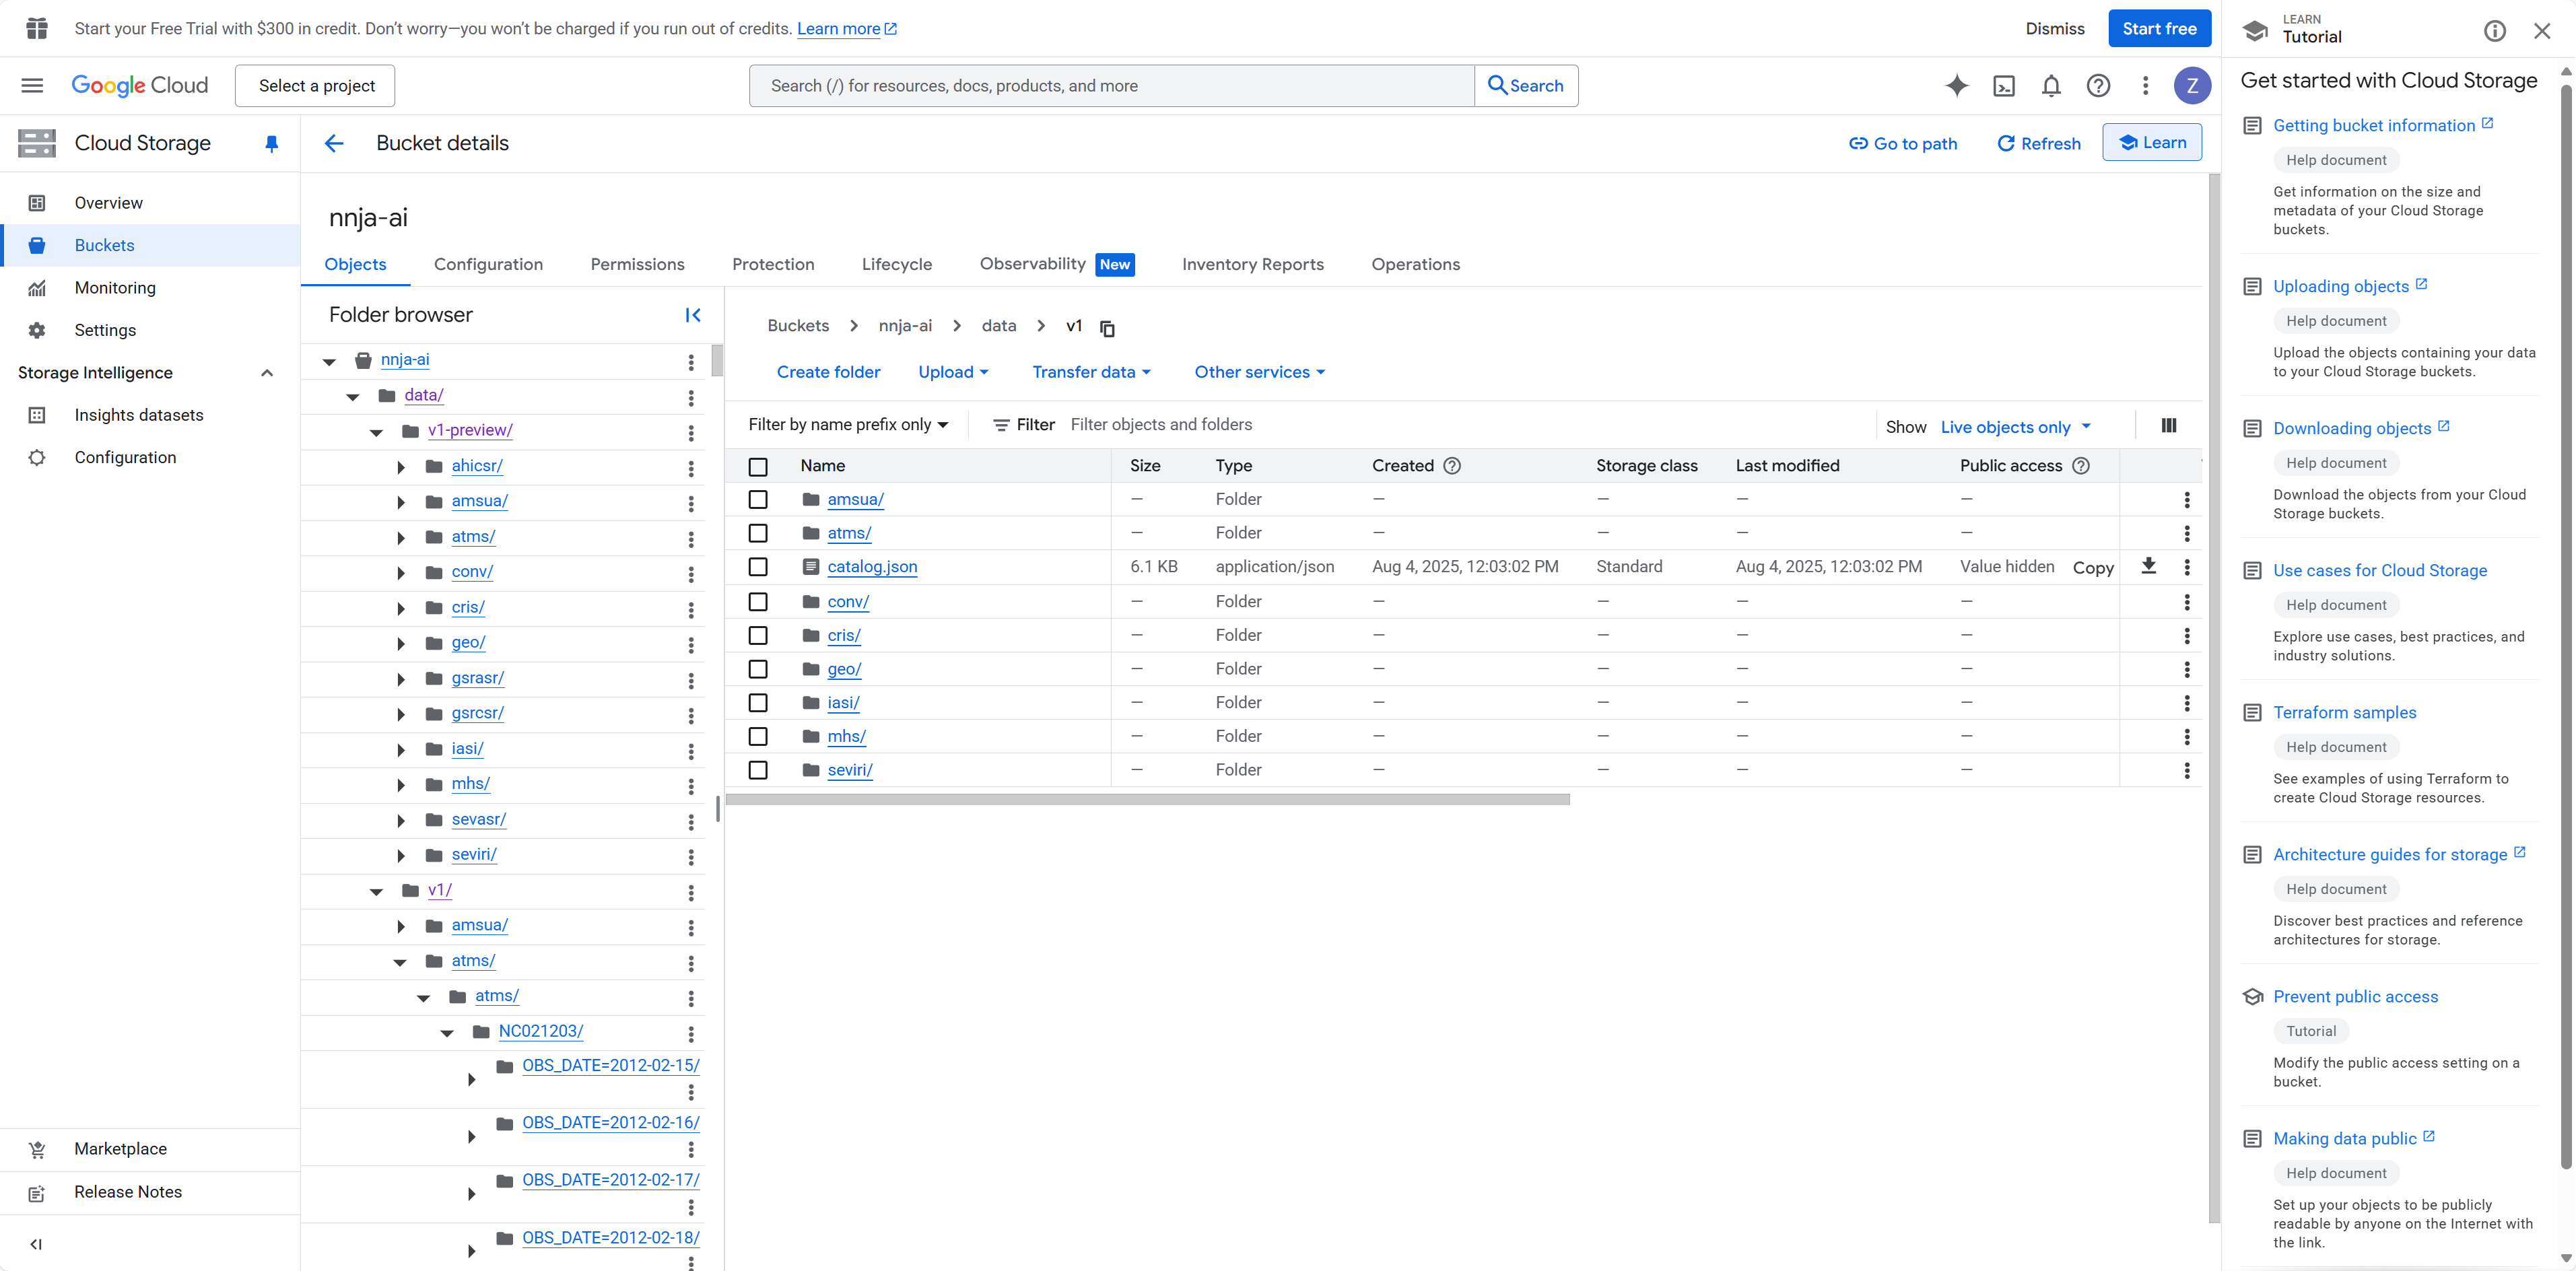 Start your Free Trial with $300 in credit. Don't worry—you won't be charged if you run out of credits. Learn more
Dismiss
Start free
Google Cloud
Select a project
Search (/) for resources, docs, products, and more
Search
Z
Cloud Storage
Overview
Buckets
Monitoring
Settings
Storage Intelligence
Insights datasets
Configuration
Marketplace
Release Notes
Bucket details
Go to path
Refresh
Learn
nnja-ai
Objects
Configuration
Permissions
Protection
Lifecycle
Observability New
Inventory Reports
Operations
Folder browser
nnja-ai
data/
v1-preview/
ahicsr/
amsua/
atms/
conv/
cris/
geo/
gsrasr/
gsrcsr/
iasi/
mhs/
sevasr/
seviri/
v1/
amsua/
atms/
atms/
NC021203/
OBS_DATE=2012-02-15/
OBS_DATE=2012-02-16/
OBS_DATE=2012-02-17/
OBS_DATE=2012-02-18/
Buckets > nnja-ai > data > v1
Create folder
Upload
Transfer data
Other services
Filter by name prefix only
Filter
Filter objects and folders
Show
Live objects only
Name Size Type Created Storage class Last modified Public access
amsua/ — Folder — — — —
atms/ — Folder — — — —
catalog.json 6.1 KB application/json Aug 4, 2025, 12:03:02 PM Standard Aug 4, 2025, 12:03:02 PM Value hidden Copy
conv/ — Folder — — — —
cris/ — Folder — — — —
geo/ — Folder — — — —
iasi/ — Folder — — — —
mhs/ — Folder — — — —
seviri/ — Folder — — — —
LEARN
Tutorial
Get started with Cloud Storage
Getting bucket information
Help document
Get information on the size and
metadata of your Cloud Storage
buckets.
Uploading objects
Help document
Upload the objects containing your data
to your Cloud Storage buckets.
Downloading objects
Help document
Download the objects from your Cloud
Storage buckets.
Use cases for Cloud Storage
Help document
Explore use cases, best practices, and
industry solutions.
Terraform samples
Help document
See examples of using Terraform to
create Cloud Storage resources.
Architecture guides for storage
Help document
Discover best practices and reference
architectures for storage.
Prevent public access
Tutorial
Modify the public access setting on a
bucket.
Making data public
Help document
Set up your objects to be publicly
readable by anyone on the Internet with
the link.